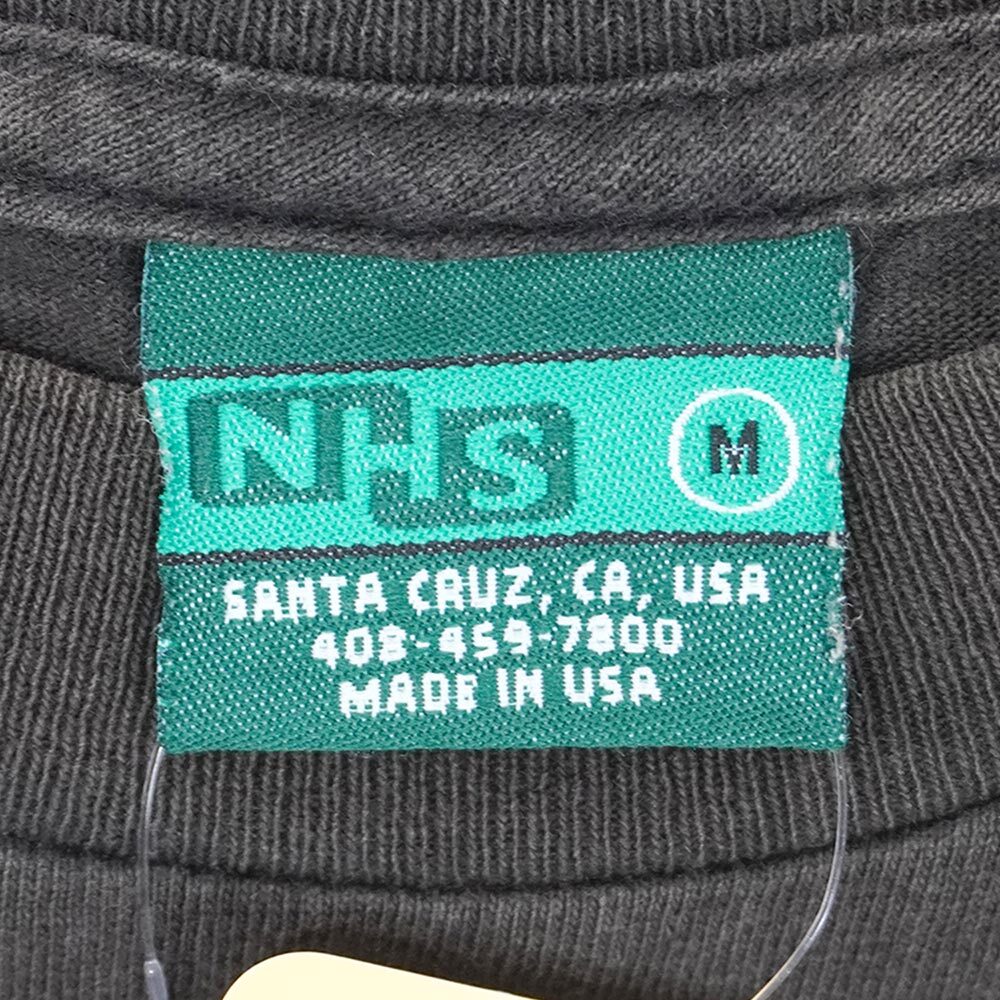 NHS M
SANTA CRUZ, CA, USA
408-459-7800
MADE IN USA